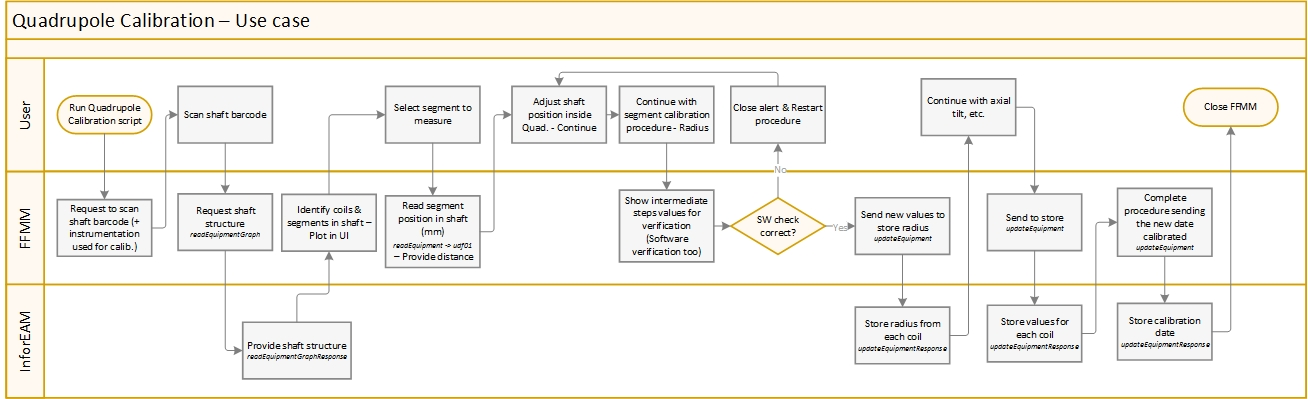 Quadrupole Calibration – Use case
User
Run Quadrupole
Calibration script
Scan shaft barcode
Select segment to
measure
Adjust shaft
position inside
Quad. - Continue
Continue with
segment calibration
procedure - Radius
Close alert & Restart
procedure
Continue with axial
tilt, etc.
Close FFMM
FFMM
Request to scan
shaft barcode (+
instrumentation
used for calib.)
Request shaft
structure
readEquipmentGraph
Identify coils &
segments in shaft –
Plot in UI
Read segment
position in shaft
(mm)
readEquipment -> udf01
– Provide distance
Show intermediate
steps values for
verification
(Software
verification too)
SW check
correct?
No
Yes
Send new values to
store radius
updateEquipment
Send to store
updateEquipment
Complete
procedure sending
the new date
calibrated
updateEquipment
InforEAM
Provide shaft structure
readEquipmentGraphResponse
Store radius from
each coil
updateEquipmentResponse
Store values for
each coil
updateEquipmentResponse
Store calibration
date
updateEquipmentResponse